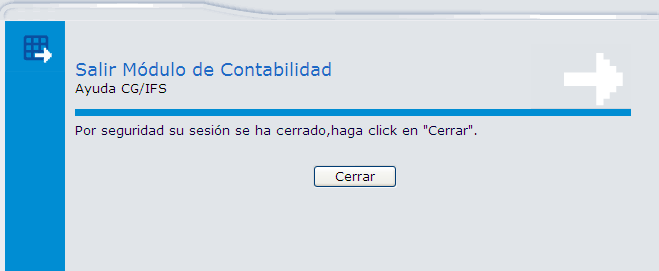 Salir Módulo de Contabilidad
Ayuda CG/IFS
Por seguridad su sesión se ha cerrado,haga click en "Cerrar".
Cerrar